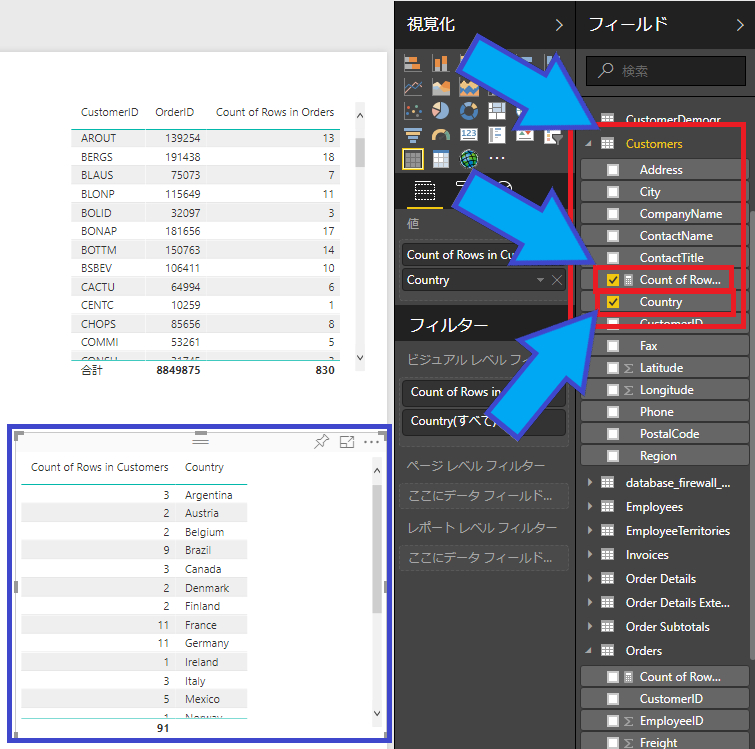 視覚化
フィールド
検索
CustomerID OrderID Count of Rows in Orders
AROUT 139254 13
BERGS 191438 18
BLAUS 75073 7
BLONP 115649 11
BOLID 32097 3
BONAP 181656 17
BOTTM 150763 14
BSBEV 106411 10
CACTU 64994 6
CENTC 10259 1
CHOPS 85656 8
COMMI 53261 5
合計 8849875 830
Count of Rows in Customers Country
3 Argentina
2 Austria
2 Belgium
9 Brazil
3 Canada
2 Denmark
2 Finland
11 France
11 Germany
1 Ireland
3 Italy
5 Mexico
1 Norway
91
123
値
Count of Rows in Cu
Country
フィルター
ビジュアル レベル フィ
Count of Rows in
Country(すべて)
ページ レベル フィルター
ここにデータ フィールド...
レポート レベル フィルター
ここにデータ フィールド...
CustomerDemogr
Customers
Address
City
CompanyName
ContactName
ContactTitle
Count of Row...
Country
CustomerID
Fax
Latitude
Longitude
Phone
PostalCode
Region
database_firewall_...
Employees
EmployeeTerritories
Invoices
Order Details
Order Details Exte...
Order Subtotals
Orders
Count of Row...
CustomerID
EmployeeID
Freight